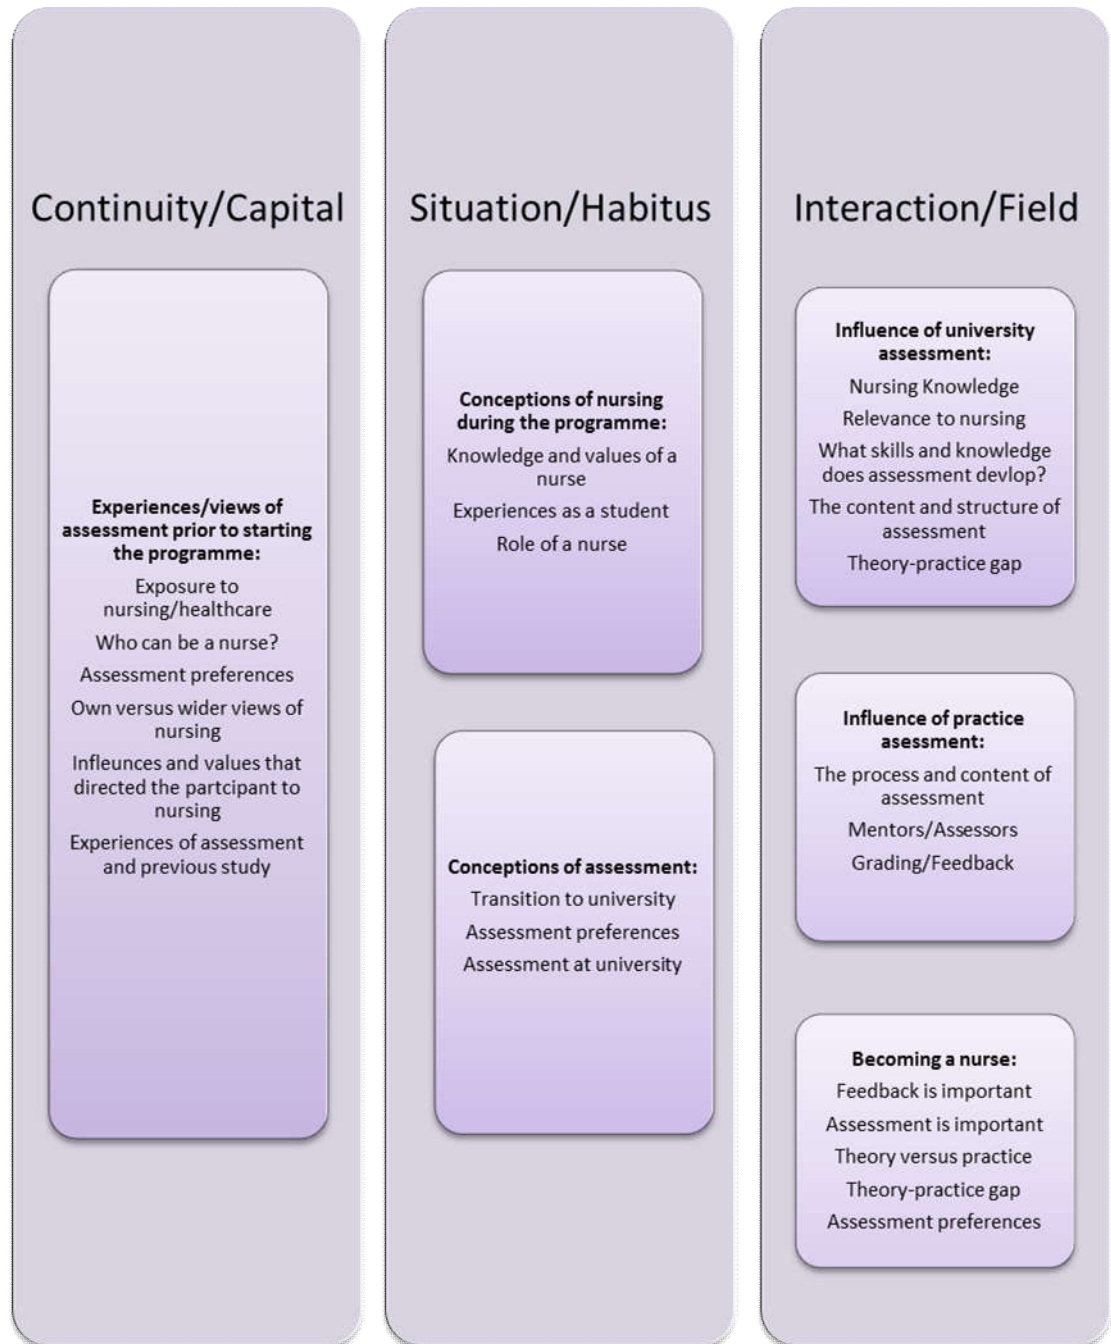 Continuity/Capital
Experiences/views of
assessment prior to starting
the programme:
Exposure to
nursing/healthcare
Who can be a nurse?
Assessment preferences
Own versus wider views of
nursing
Infleunces and values that
directed the partcipant to
nursing
Experiences of assessment
and previous study
Situation/Habitus
Conceptions of nursing
during the programme:
Knowledge and values of a
nurse
Experiences as a student
Role of a nurse
Conceptions of assessment:
Transition to university
Assessment preferences
Assessment at university
Interaction/Field
Influence of university
assessment:
Nursing Knowledge
Relevance to nursing
What skills and knowledge
does assessment devlop?
The content and structure of
assessment
Theory-practice gap
Influence of practice
asessment:
The process and content of
assessment
Mentors/Assessors
Grading/Feedback
Becoming a nurse:
Feedback is important
Assessment is important
Theory versus practice
Theory-practice gap
Assessment preferences